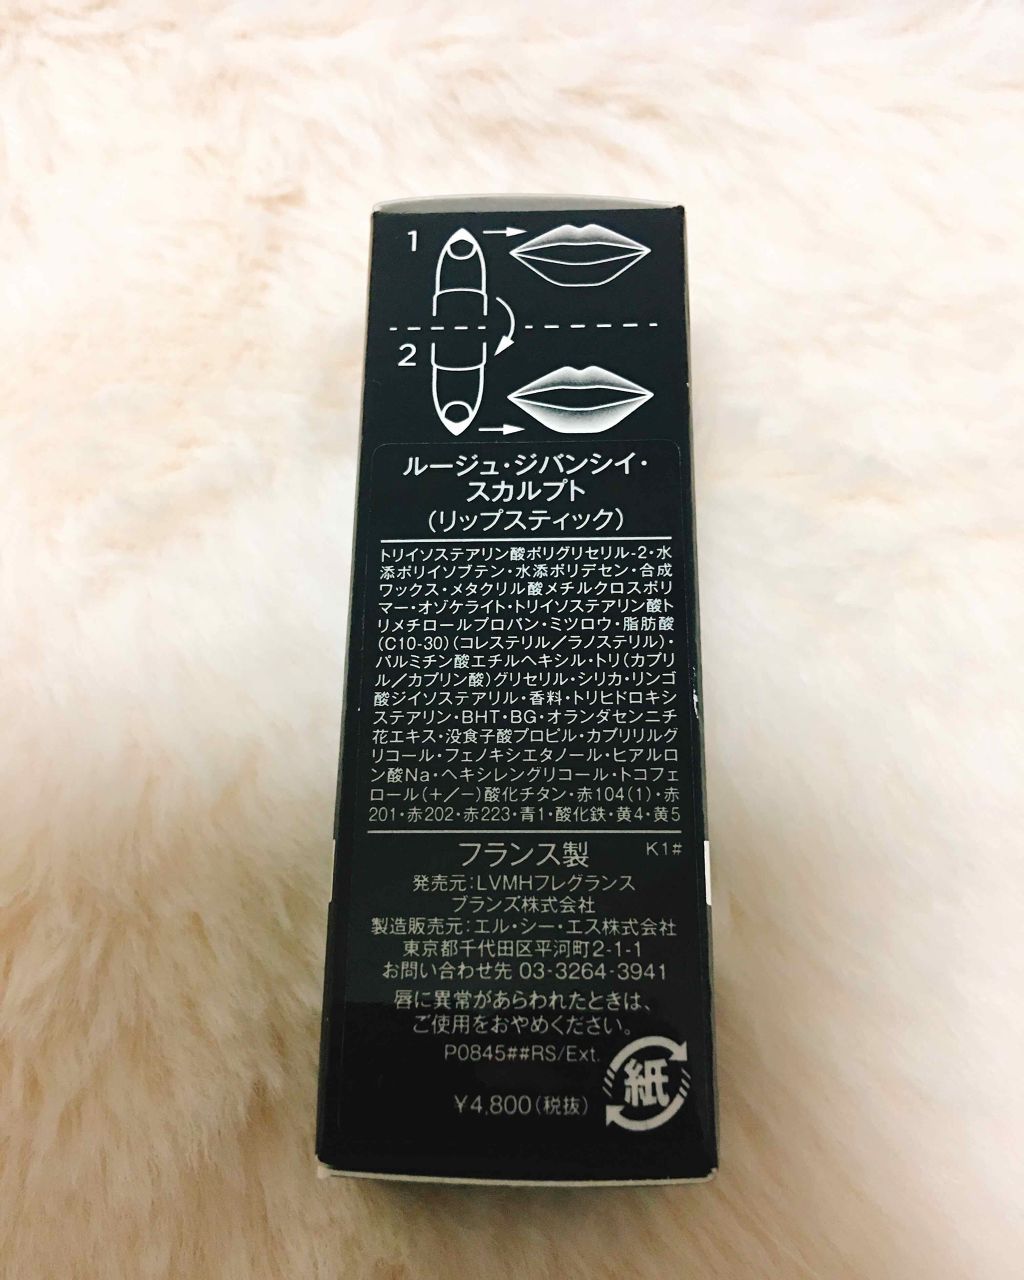 1
2
ルージュ・ジバンシイ・
スカルプト
(リップスティック)
トリイソステアリン酸ポリグリセリル-2・水
添ポリイソブテン・水添ポリデセン・合成
ワックス・メタクリル酸メチルクロスポリ
マー・オゾケライト・トリイソステアリン酸ト
リメチロールプロパン・ミツロウ・脂肪酸
(C10-30)(コレステリル/ラノステリル)・
パルミチン酸エチルヘキシル・トリ(カプリ
ル/カプリン酸)グリセリル・シリカ・リンゴ
酸ジイソステアリル・香料・トリヒドロキシ
ステアリン・BHT・BG・オランダセンニチ
花エキス・没食子酸プロピル・カプリリルグ
リコール・フェノキシエタノール・ヒアルロ
ン酸Na・ヘキシレングリコール・トコフェ
ロール(+/−)酸化チタン・赤104(1)・赤
201・赤202・赤223・青1・酸化鉄・黄4・黄5
フランス製 K1#
発売元:LVMHフレグランス
ブランズ株式会社
製造販売元:エル・シー・エス株式会社
東京都千代田区平河町2-1-1
お問い合わせ先 03-3264-3941
唇に異常があらわれたときは、
ご使用をおやめください。
P0845##RS/Ext.
紙
¥4,800(税抜)